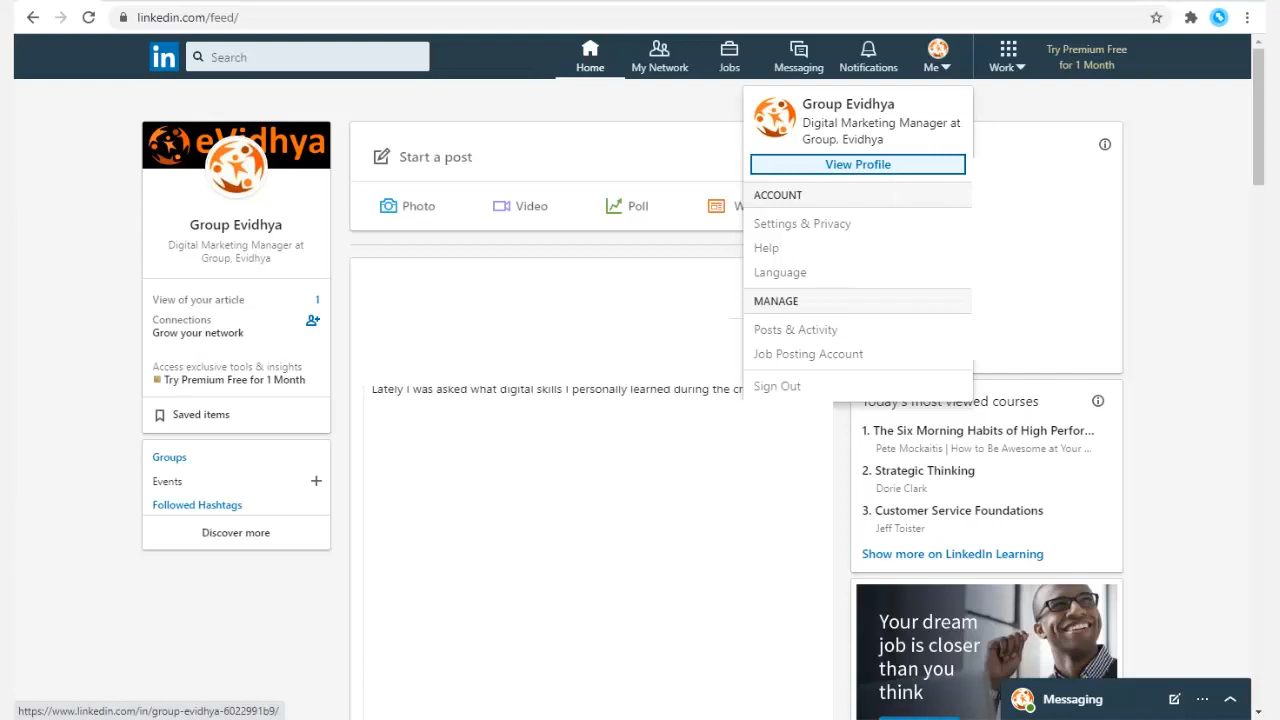 linkedin.com/feed/
in
Search
Home
My Network
Jobs
Messaging
Notifications
Me
Work
Try Premium Free
for 1 Month
eVidhya
Group Evidhya
Digital Marketing Manager at
Group, Evidhya
View of your article 1
Connections
Grow your network
Access exclusive tools & insights
Try Premium Free for 1 Month
Saved items
Groups
Events
Followed Hashtags
Discover more
Start a post
Photo
Video
Poll
W
Lately I was asked what digital skills I personally learned during the
Group Evidhya
Digital Marketing Manager at
Group. Evidhya
View Profile
ACCOUNT
Settings & Privacy
Help
Language
MANAGE
Posts & Activity
Job Posting Account
Sign Out
Today's most viewed courses
1. The Six Morning Habits of High Perfor...
Pete Mockaitis | How to Be Awesome at Your ...
2. Strategic Thinking
Dorie Clark
3. Customer Service Foundations
Jeff Toister
Show more on LinkedIn Learning
Your dream
job is closer
than you
think
Messaging
https://www.linkedin.com/in/group-evidhya-6022991b9/